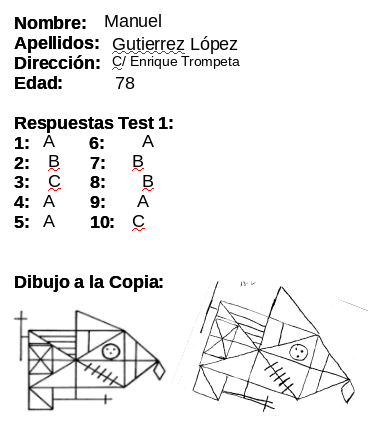 Nombre: Manuel
Apellidos: Gutierrez López
Dirección: C/ Enrique Trompeta
Edad: 78
Respuestas Test 1:
1: A 6: A
2: B 7: B
3: C 8: B
4: A 9: A
5: A 10: C
Dibujo a la Copia: